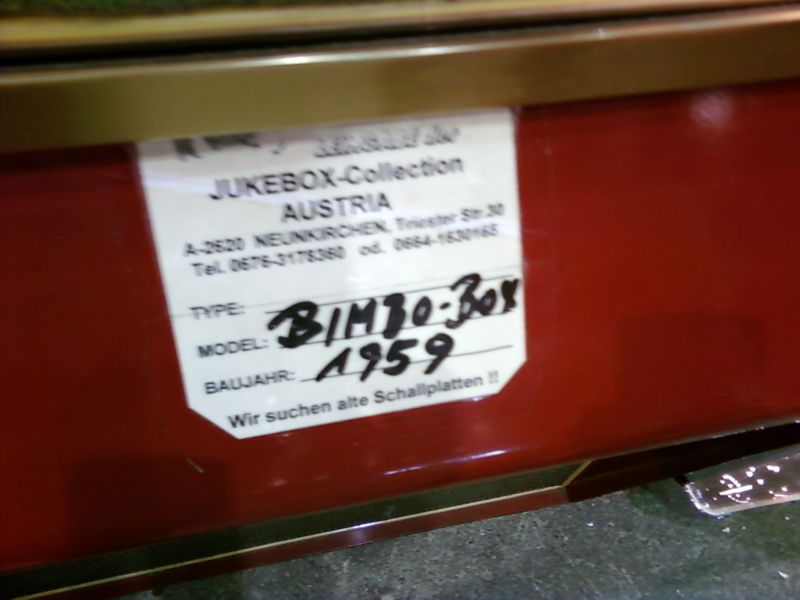 JUKEBOX-Collection
AUSTRIA
A-2620 NEUNKIRCHEN, Triester Str.30
Tel. 0676-3178360 od. 0664-1630165
TYPE:
MODEL: BIMBO-BOX
BAUJAHR: 1959
Wir suchen alte Schallplatten !!